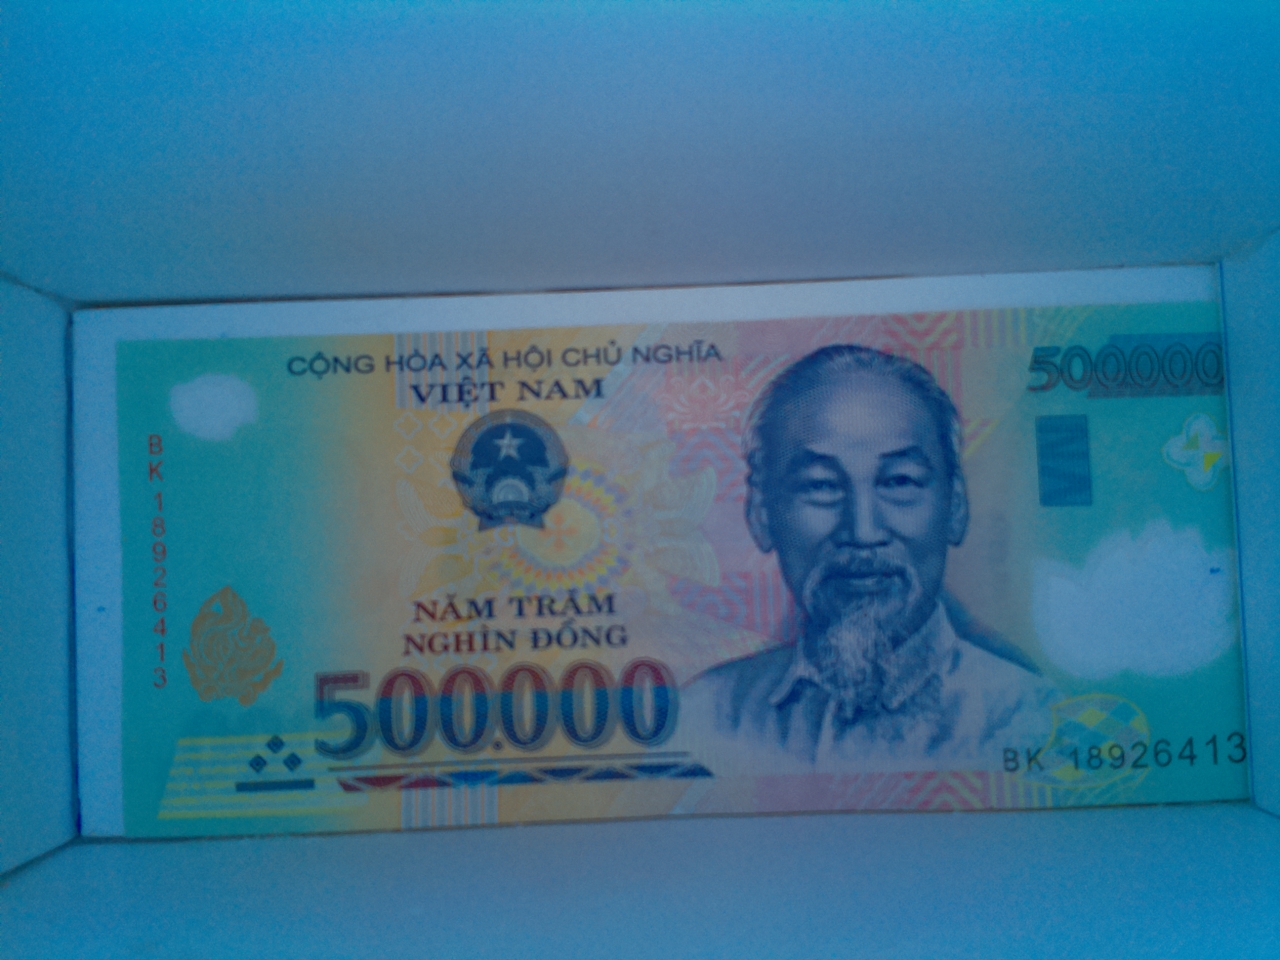 CỘNG HÒA XÃ HỘI CHỦ NGHĨA
VIỆT NAM
500000
BK 18926413
NĂM TRĂM
NGHÌN ĐỒNG
500.000
BK 18926413